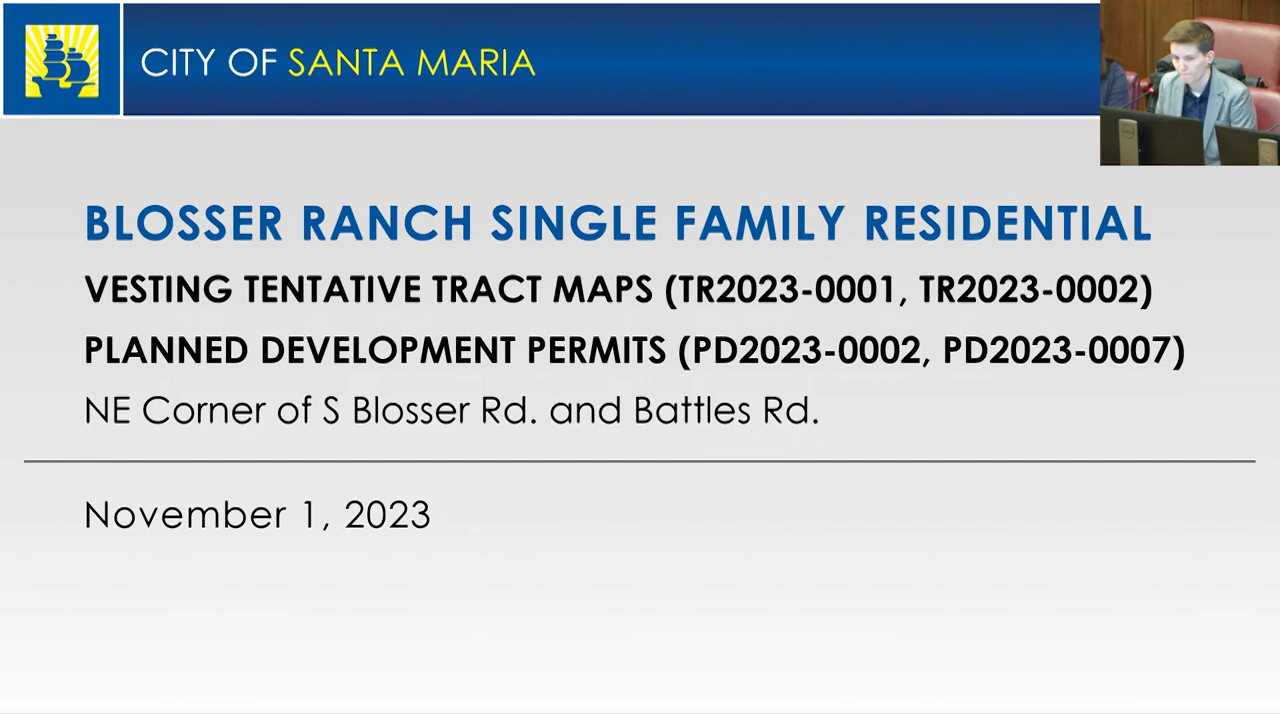 CITY OF SANTA MARIA
BLOSSER RANCH SINGLE FAMILY RESIDENTIAL
VESTING TENTATIVE TRACT MAPS (TR2023-0001, TR2023-0002)
PLANNED DEVELOPMENT PERMITS (PD2023-0002, PD2023-0007)
NE Corner of S Blosser Rd. and Battles Rd.
November 1, 2023